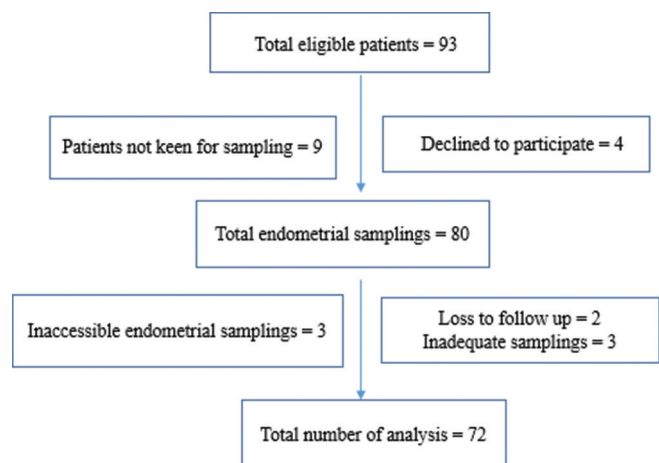 Total eligible patients = 93
Patients not keen for sampling = 9
Declined to participate = 4
Total endometrial samplings = 80
Inaccessible endometrial samplings = 3
Loss to follow up = 2
Inadequate samplings = 3
Total number of analysis = 72